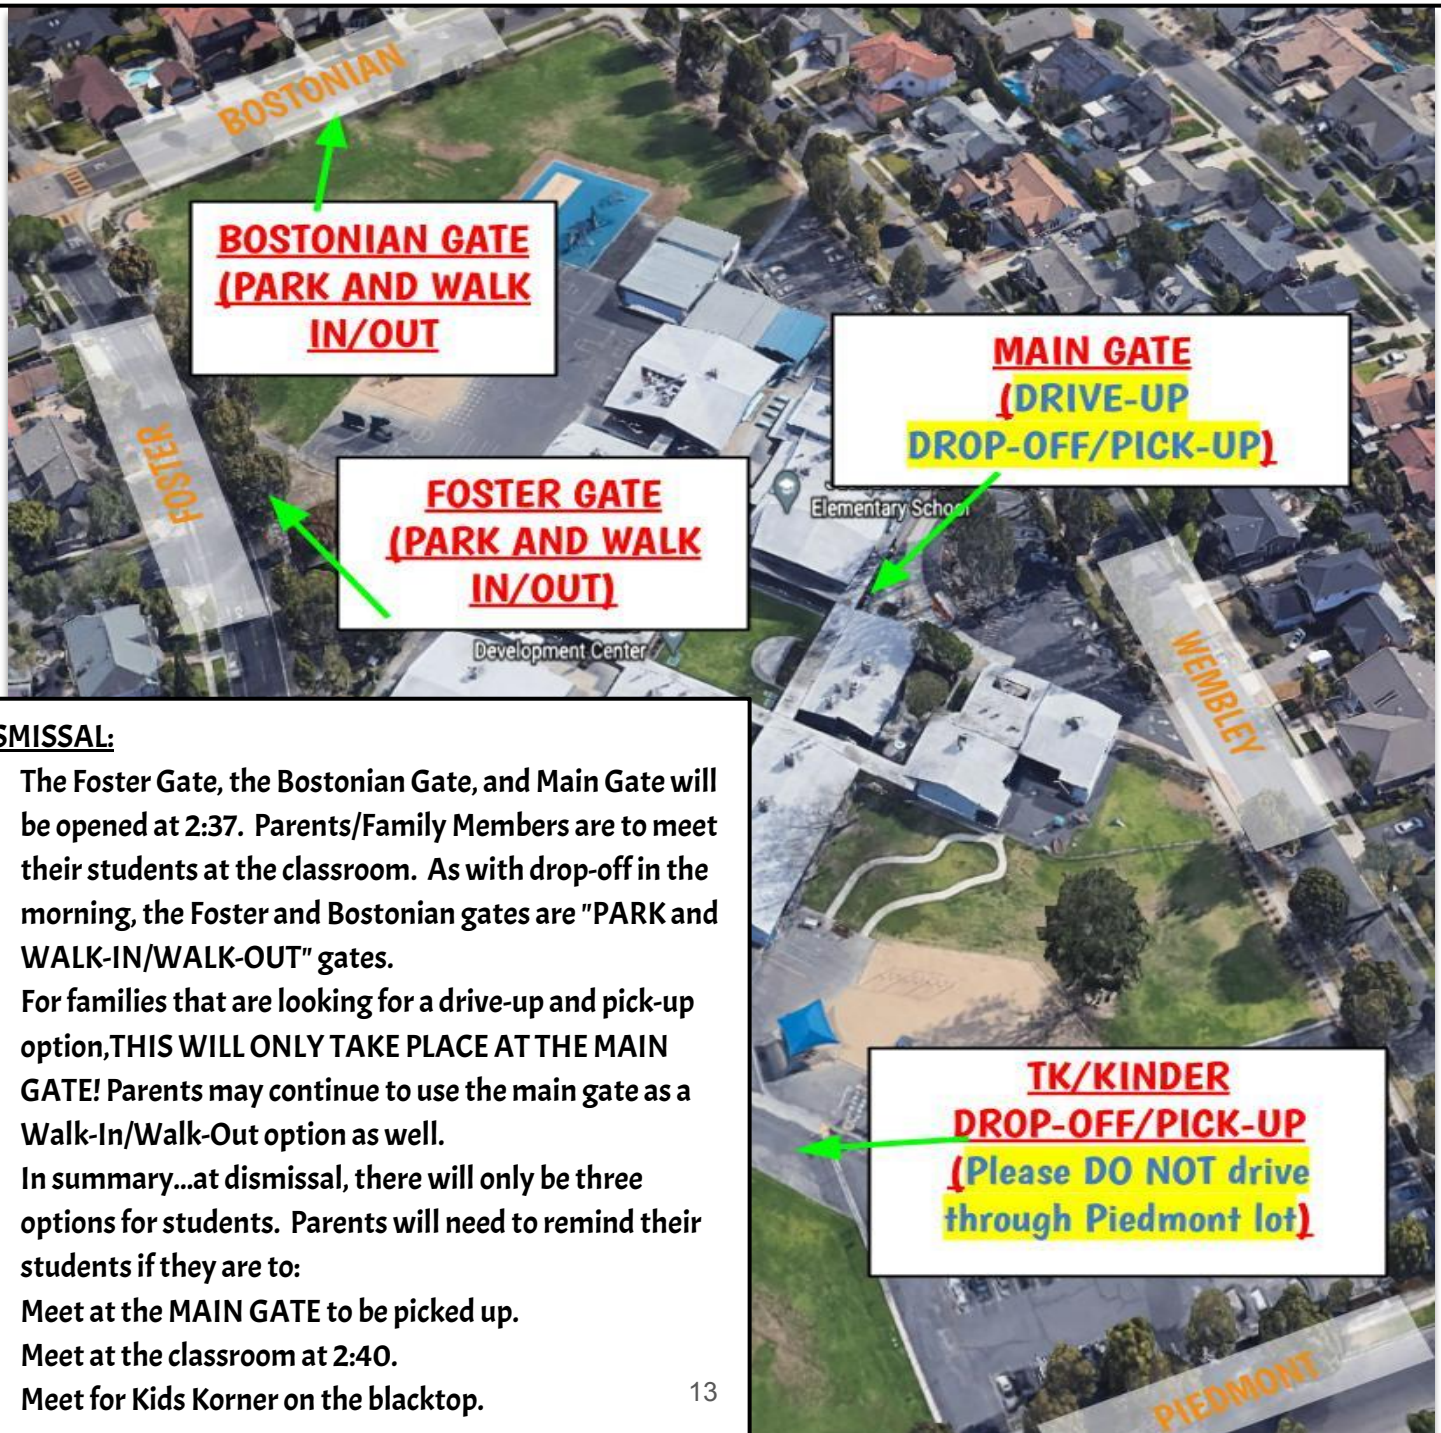 BOSTONIAN
BOSTONIAN GATE
(PARK AND WALK
IN/OUT
MAIN GATE
(DRIVE-UP
DROP-OFF/PICK-UP)
FOSTER
FOSTER GATE
(PARK AND WALK
IN/OUT)
Elementary School
Development Center
WEMBLEY
SMISSAL:
The Foster Gate, the Bostonian Gate, and Main Gate will
be opened at 2:37. Parents/Family Members are to meet
their students at the classroom. As with drop-off in the
morning, the Foster and Bostonian gates are "PARK and
WALK-IN/WALK-OUT" gates.
For families that are looking for a drive-up and pick-up
option,THIS WILL ONLY TAKE PLACE AT THE MAIN
GATE! Parents may continue to use the main gate as a
Walk-In/Walk-Out option as well.
In summary...at dismissal, there will only be three
options for students. Parents will need to remind their
students if they are to:
Meet at the MAIN GATE to be picked up.
Meet at the classroom at 2:40.
Meet for Kids Korner on the blacktop.
13
TK/KINDER
DROP-OFF/PICK-UP
(Please DO NOT drive
through Piedmont lot)
PIEDMONT